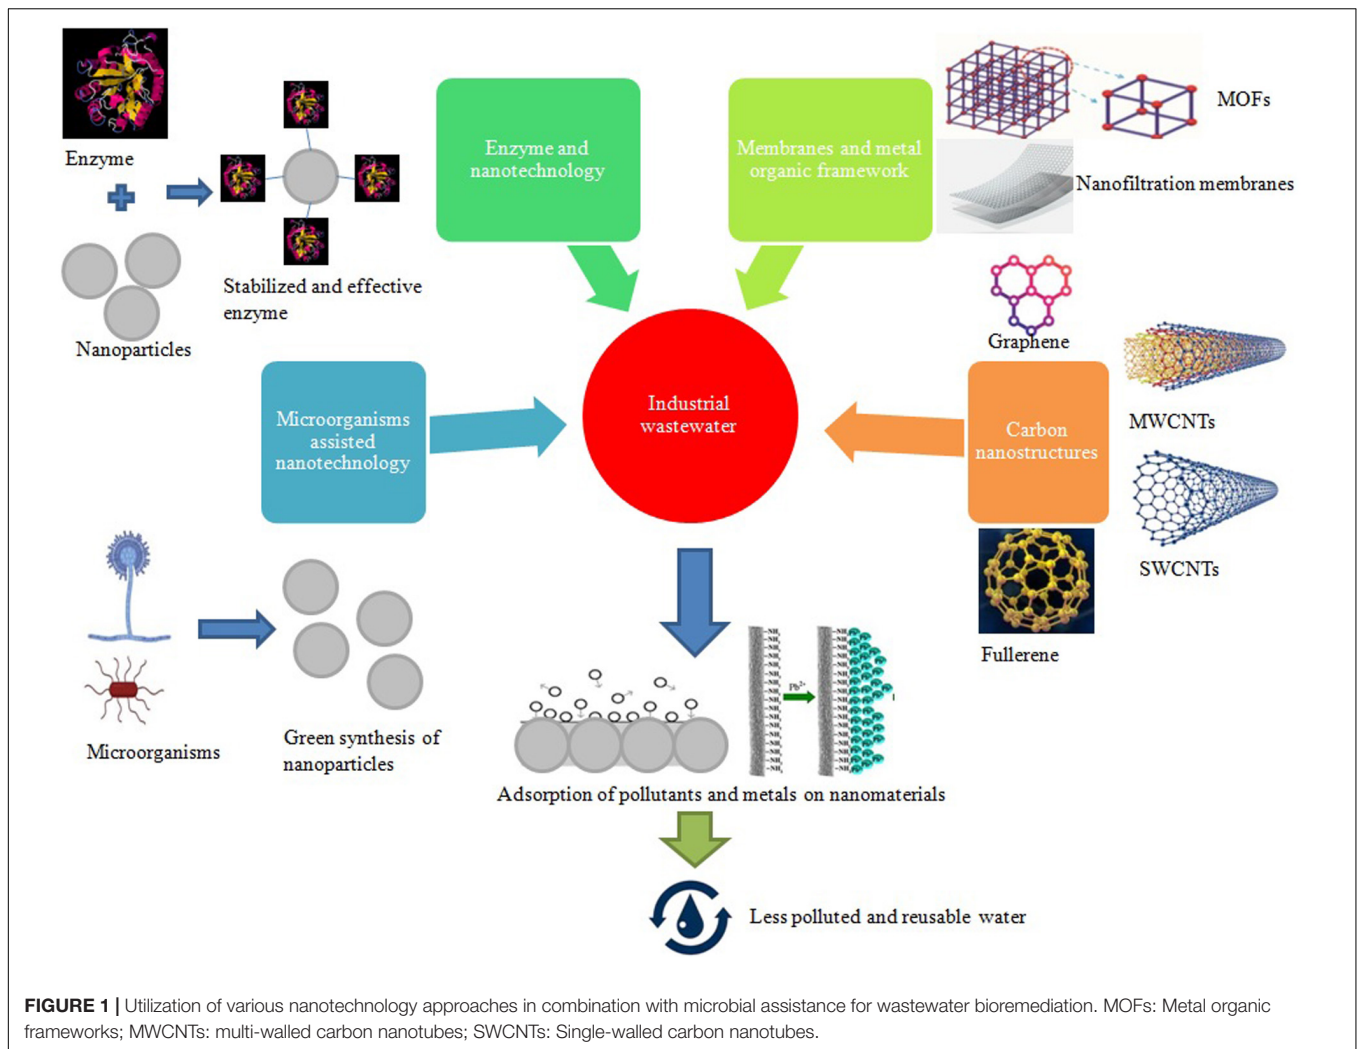 Enzyme
Nanoparticles
Stabilized and effective
enzyme
Enzyme and
nanotechnology
Membranes and metal
organic framework
MOFs
Nanofiltration membranes
Graphene
MWCNTs
SWCNTs
Carbon
nanostructures
Fullerene
Microorganisms
assisted
nanotechnology
Industrial
wastewater
Microorganisms
Green synthesis of
nanoparticles
Pb²⁺
Adsorption of pollutants and metals on nanomaterials
Less polluted and reusable water
FIGURE 1 | Utilization of various nanotechnology approaches in combination with microbial assistance for wastewater bioremediation. MOFs: Metal organic
frameworks; MWCNTs: multi-walled carbon nanotubes; SWCNTs: Single-walled carbon nanotubes.